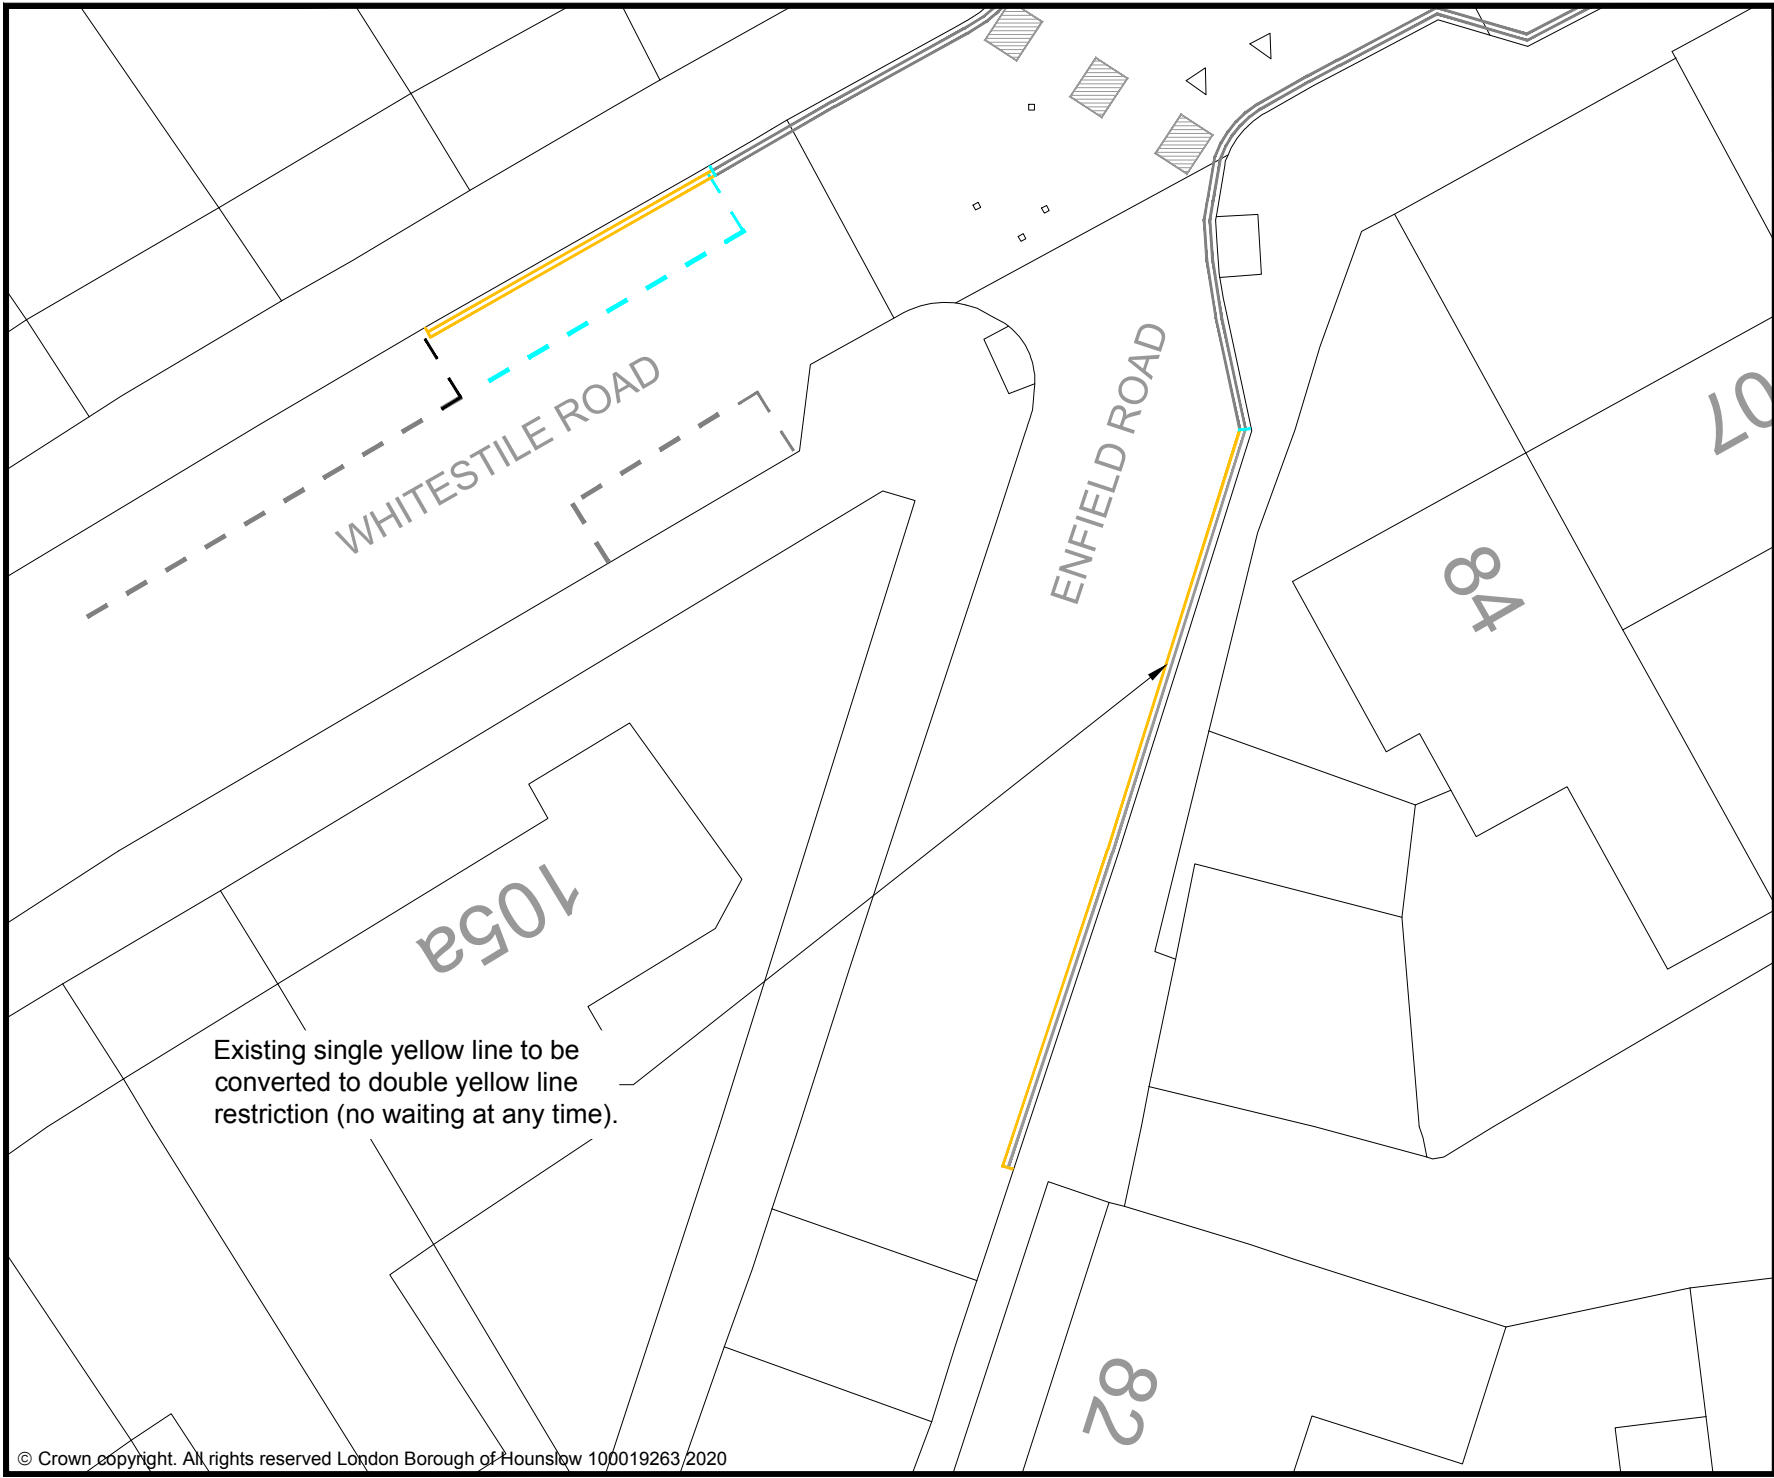 WHITESTILE ROAD
ENFIELD ROAD
07
84
105a
Existing single yellow line to be
converted to double yellow line
restriction (no waiting at any time).
82
© Crown copyright. All rights reserved London Borough of Hounslow 100019263 2020